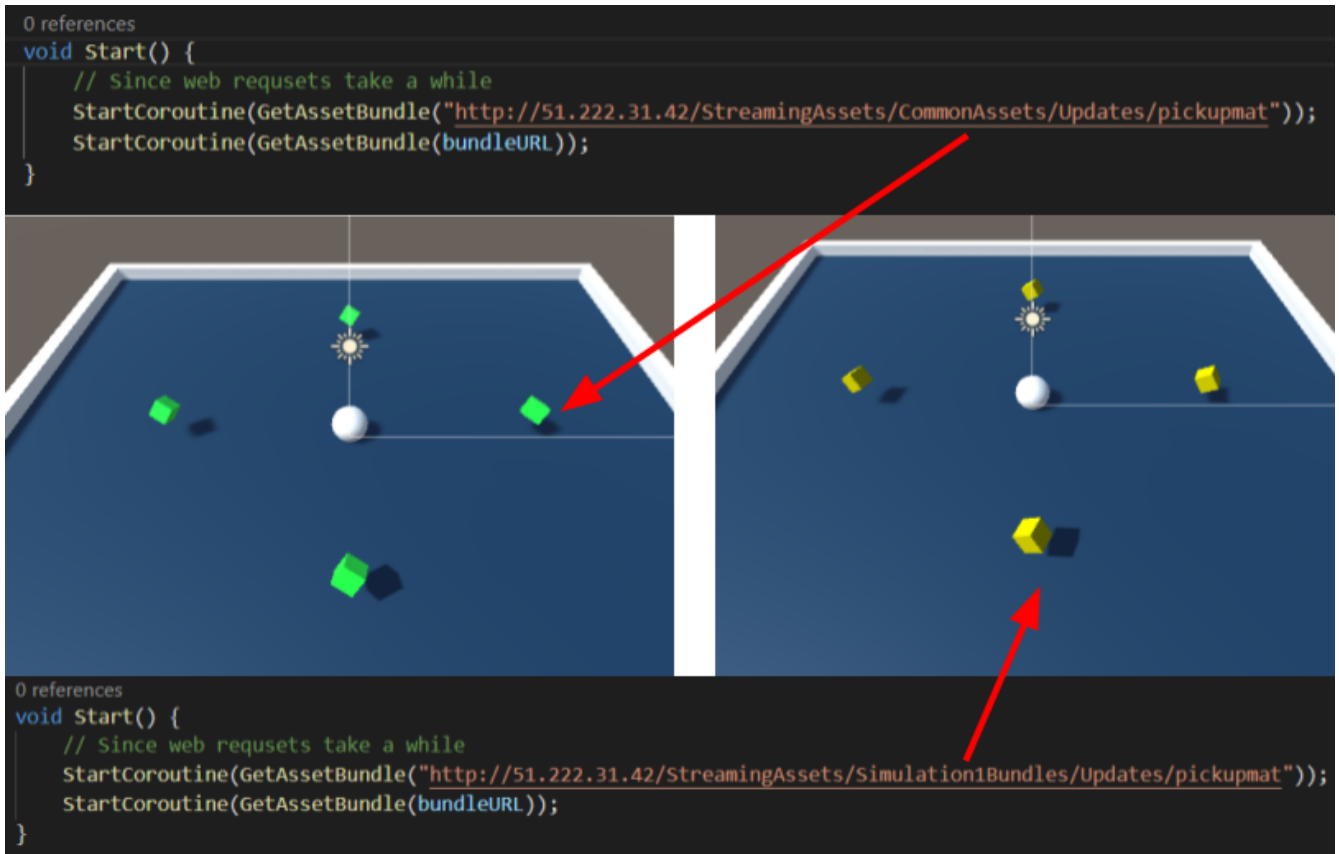 0 references
void Start() {
// Since web requsets take a while
StartCoroutine(GetAssetBundle("http://51.222.31.42/StreamingAssets/CommonAssets/Updates/pickupmat"));
StartCoroutine(GetAssetBundle(bundleURL));
}
0 references
void Start() {
// Since web requsets take a while
StartCoroutine(GetAssetBundle("http://51.222.31.42/StreamingAssets/Simulation1Bundles/Updates/pickupmat"));
StartCoroutine(GetAssetBundle(bundleURL));
}